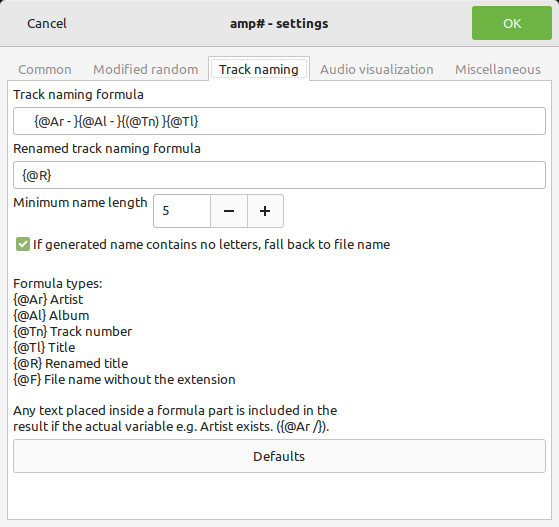 Cancel amp# - settings OK
Common Modified random Track naming Audio visualization Miscellaneous
Track naming formula
{@Ar - }{@Al - }{(@Tn) }{@Tl}
Renamed track naming formula
{@R}
Minimum name length 5 − +
If generated name contains no letters, fall back to file name
Formula types:
{@Ar} Artist
{@Al} Album
{@Tn} Track number
{@Tl} Title
{@R} Renamed title
{@F} File name without the extension
Any text placed inside a formula part is included in the
result if the actual variable e.g. Artist exists. ({@Ar /}).
Defaults